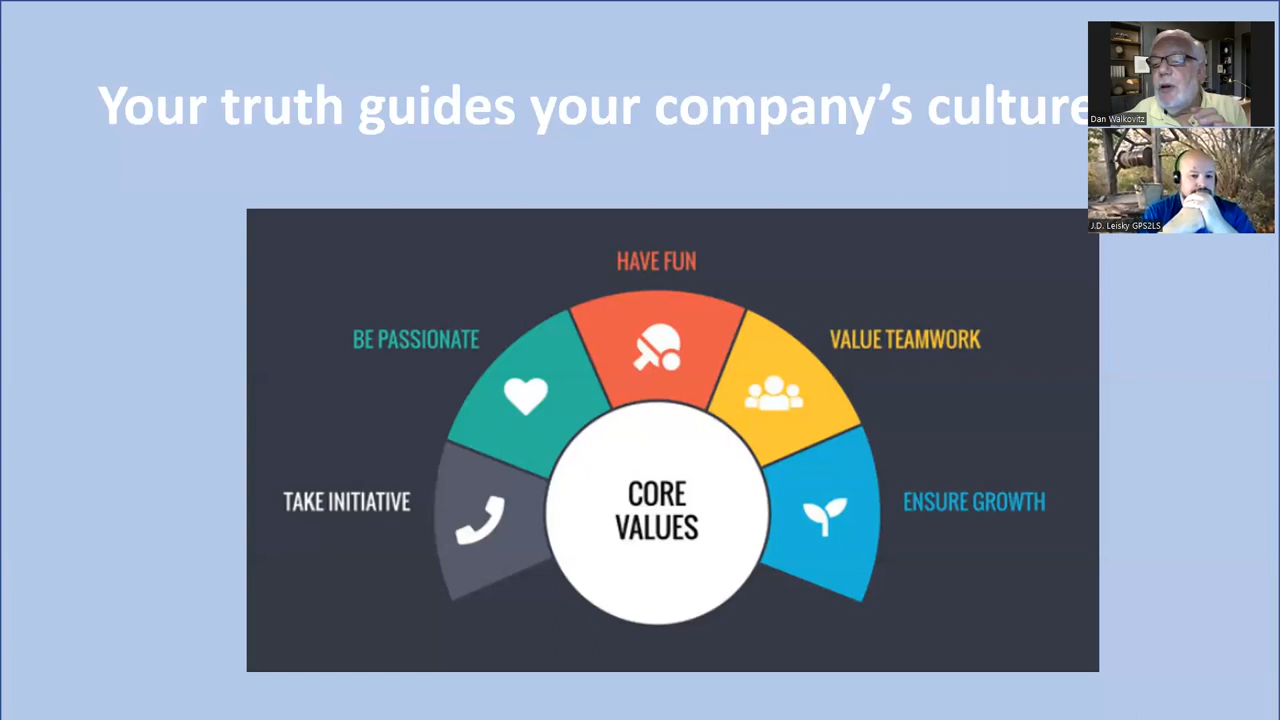 Your truth guides your company’s culture
Dan Walkovitz
J.D. Leisky GPS2LS
HAVE FUN
BE PASSIONATE
VALUE TEAMWORK
TAKE INITIATIVE
CORE
VALUES
ENSURE GROWTH